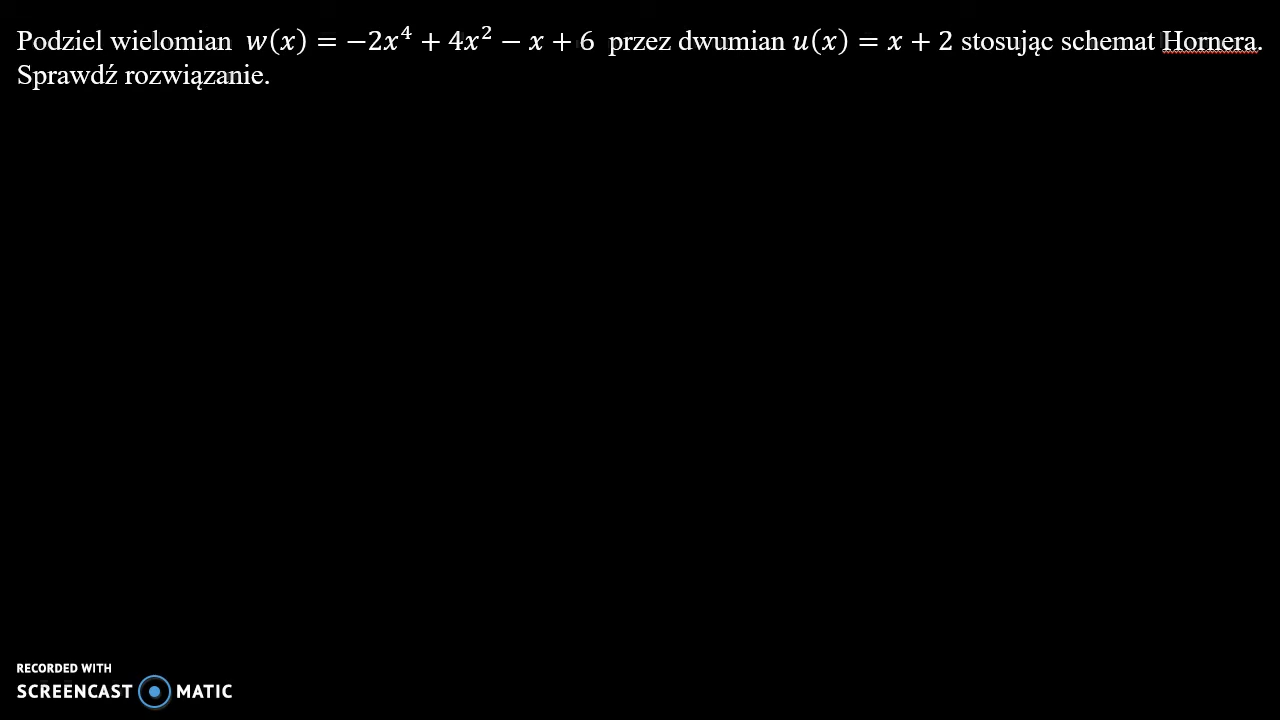 Podziel wielomian 𝑤(𝑥) = −2𝑥⁴ + 4𝑥² − 𝑥 + 6 przez dwumian 𝑢(𝑥) = 𝑥 + 2 stosując schemat Hornera.
Sprawdź rozwiązanie.
RECORDED WITH
SCREENCAST MATIC